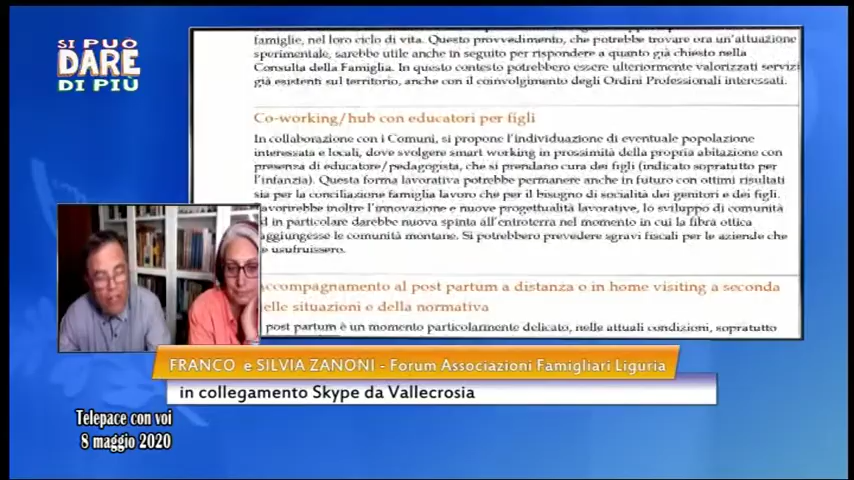 SI PUÒ
DARE
DI PIÙ
famiglie, nel loro ciclo di vita. Questo provvedimento, che potrebbe trovare ora un'attuazione
sperimentale, sarebbe utile anche in seguito per rispondere a quanto già chiesto nella
Consulta della Famiglia. In questo contesto potrebbero essere ulteriormente valorizzati servizi
già esistenti sul territorio, anche con il coinvolgimento degli Ordini Professionali interessati.
Co-working/hub con educatori per figli
In collaborazione con i Comuni, si propone l'individuazione di eventuale popolazione
interessata e locali, dove svolgere smart working in prossimità della propria abitazione con
presenza di educatore/pedagogista, che si prendano cura dei figli (indicato sopratutto per
l'infanzia). Questa forma lavorativa potrebbe permanere anche in futuro con ottimi risultati
sia per la conciliazione famiglia lavoro che per il bisogno di socialità dei genitori e dei figli.
avorirebbe inoltre l'innovazione e nuove progettualità lavorative, lo sviluppo di comunità
d in particolare darebbe nuova spinta all'entroterra nel momento in cui la fibra ottica
aggiungesse le comunità montane. Si potrebbero prevedere sgravi fiscali per le aziende che
e usufruissero.
ccompagnamento al post partum a distanza o in home visiting a seconda
elle situazioni e della normativa
post partum è un momento particolarmente delicato, nelle attuali condizioni, sopratutto
FRANCO e SILVIA ZANONI - Forum Associazioni Famigliari Liguria
in collegamento Skype da Vallecrosia
Telepace con voi
8 maggio 2020